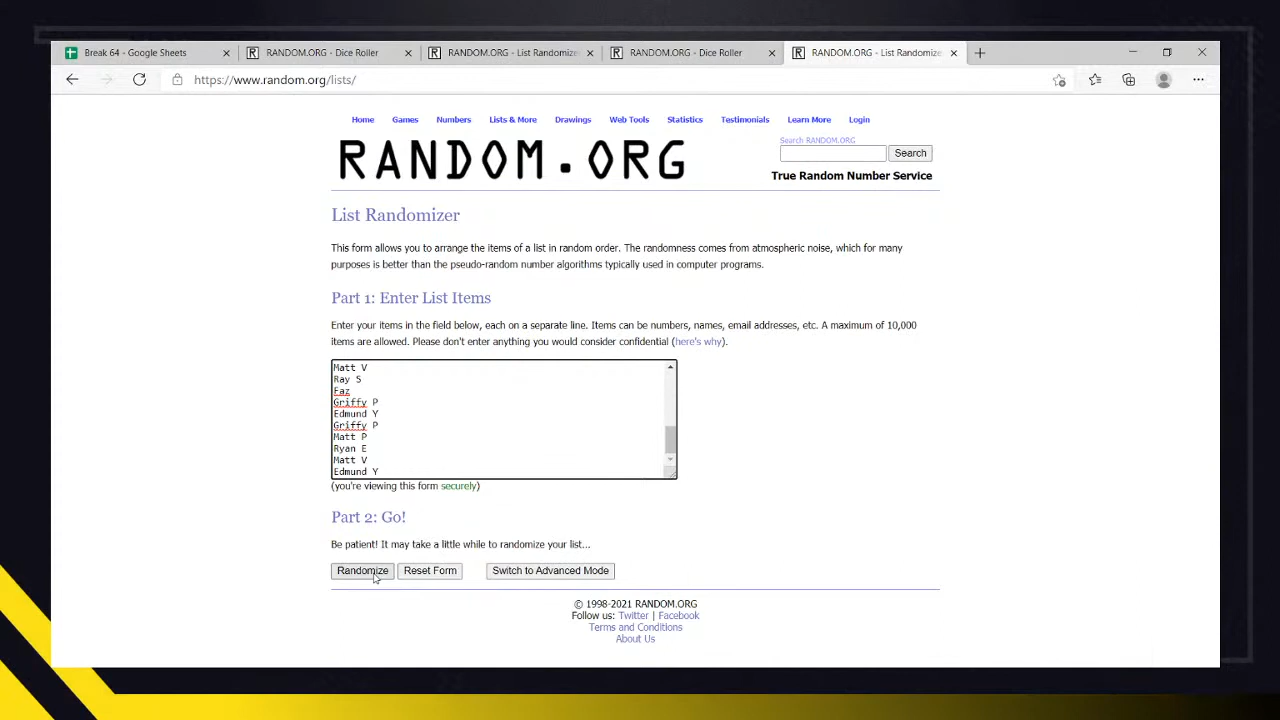 Break 64 - Google Sheets
RANDOM.ORG - Dice Roller
RANDOM.ORG - List Randomize
RANDOM.ORG - Dice Roller
RANDOM.ORG - List Randomize
https://www.random.org/lists/
Home Games Numbers Lists & More Drawings Web Tools Statistics Testimonials Learn More Login
RANDOM.ORG
Search RANDOM.ORG
Search
True Random Number Service
List Randomizer
This form allows you to arrange the items of a list in random order. The randomness comes from atmospheric noise, which for many
purposes is better than the pseudo-random number algorithms typically used in computer programs.
Part 1: Enter List Items
Enter your items in the field below, each on a separate line. Items can be numbers, names, email addresses, etc. A maximum of 10,000
items are allowed. Please don't enter anything you would consider confidential (here's why).
Matt V
Ray S
Faz
Griffy P
Edmund Y
Griffy P
Matt P
Ryan E
Matt V
Edmund Y
(you're viewing this form securely)
Part 2: Go!
Be patient! It may take a little while to randomize your list...
Randomize Reset Form Switch to Advanced Mode
© 1998-2021 RANDOM.ORG
Follow us: Twitter | Facebook
Terms and Conditions
About Us